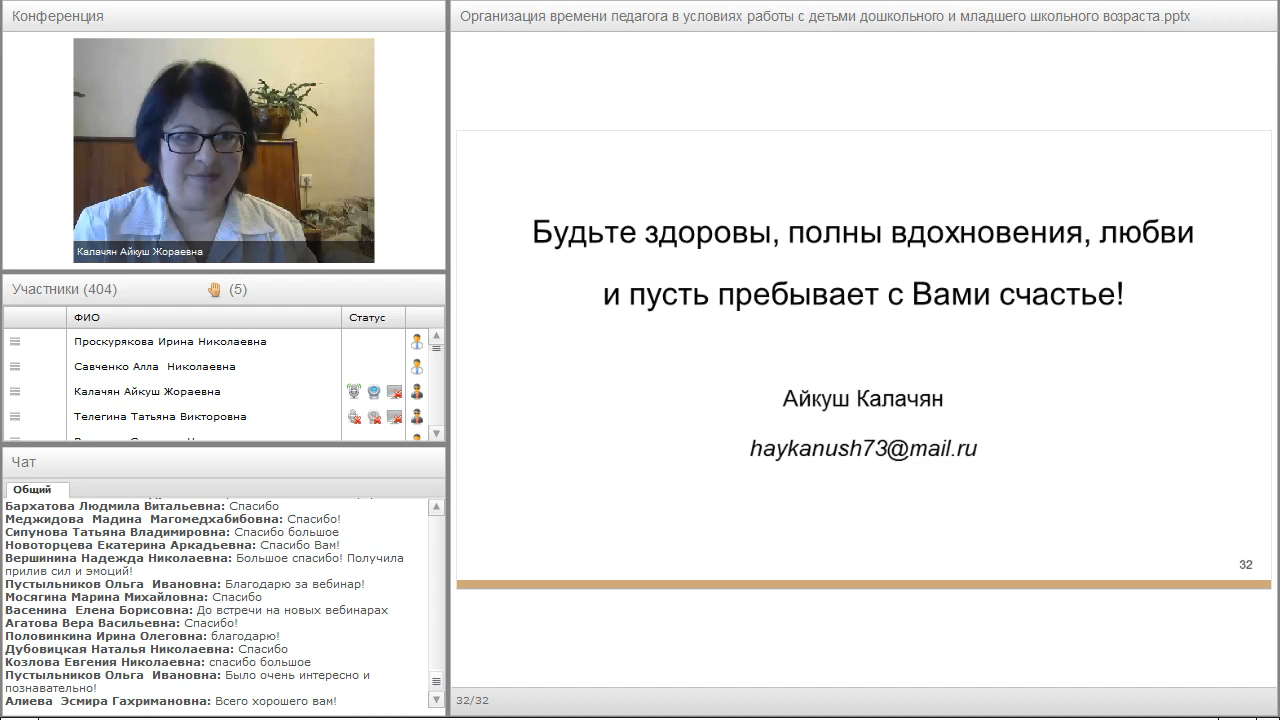 Конференция
Калачян Айкуш Жораевна
Участники (404)
(5)
ФИО
Статус
Проскурякова Ирина Николаевна
Савченко Алла  Николаевна
Калачян Айкуш Жораевна
Телегина Татьяна Викторовна
Чат
Общий
Бархатова Людмила Витальевна: Спасибо
Меджидова  Мадина  Магомедхабибовна: Спасибо!
Сипунова Татьяна Владимировна: Спасибо большое
Новоторцева Екатерина Аркадьевна: Спасибо Вам!
Вершинина Надежда Николаевна: Большое спасибо! Получила
прилив сил и эмоций!
Пустыльников Ольга  Ивановна: Благодарю за вебинар!
Мосягина Марина Михайловна: Спасибо
Васенина  Елена Борисовна: До встречи на новых вебинарах
Агатова Вера Васильевна: Спасибо!
Половинкина Ирина Олеговна: благодарю!
Дубовицкая Наталья Николаевна: Спасибо
Козлова Евгения Николаевна: спасибо большое
Пустыльников Ольга  Ивановна: Было очень интересно и
познавательно!
Алиева  Эсмира Гахримановна: Всего хорошего вам!
Организация времени педагога в условиях работы с детьми дошкольного и младшего школьного возраста.pptx
Будьте здоровы, полны вдохновения, любви
и пусть пребывает с Вами счастье!
Айкуш Калачян
haykanush73@mail.ru
32
32/32